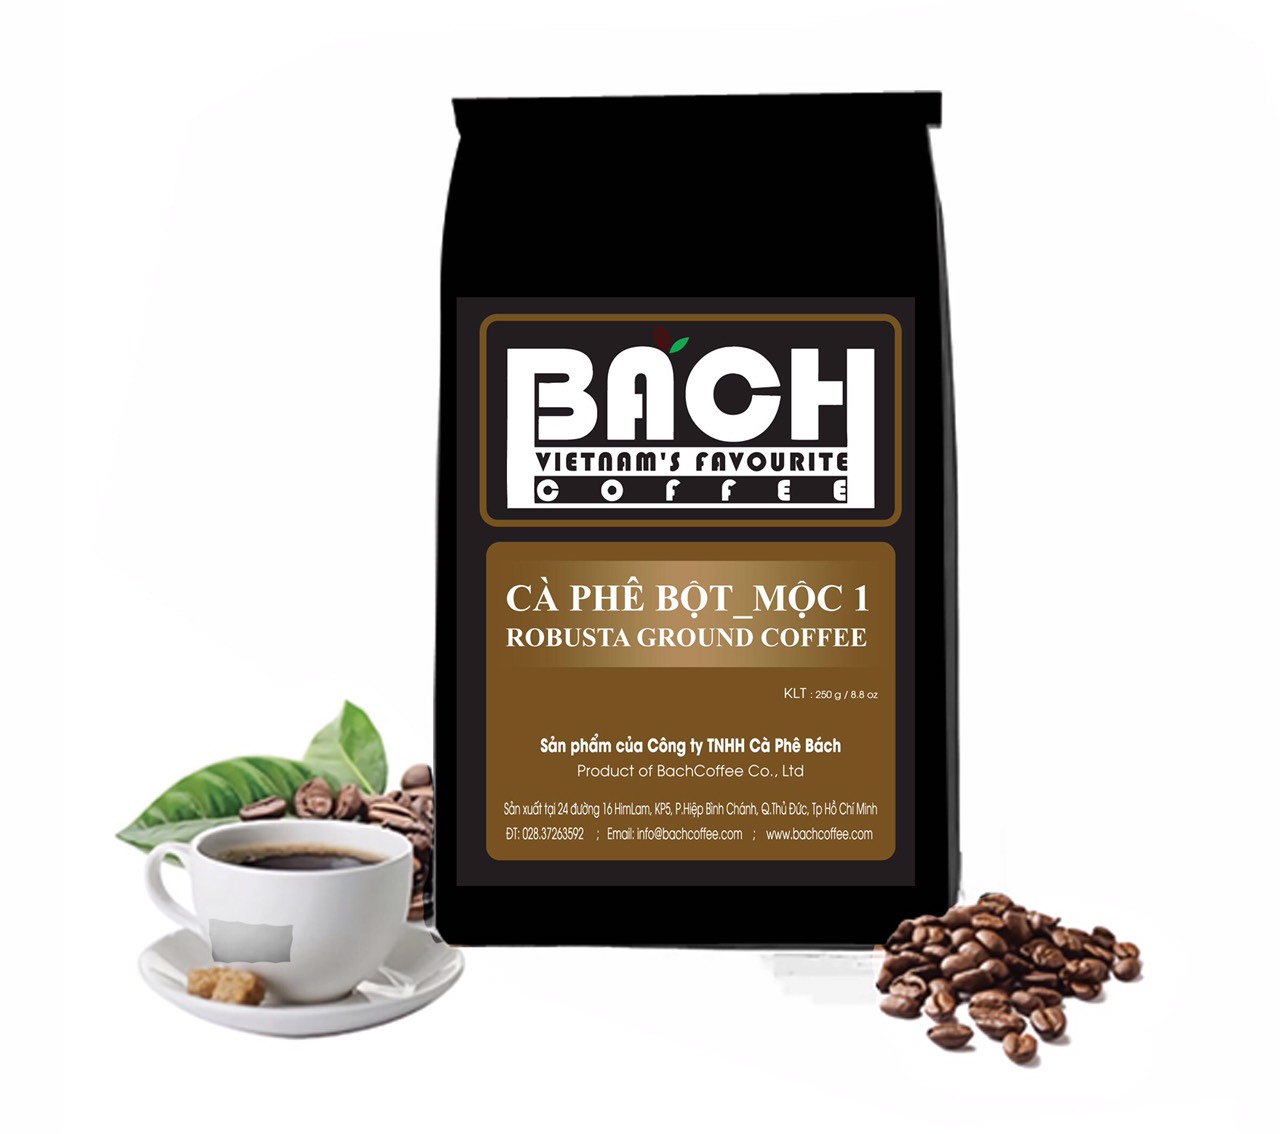 BÁCH
VIETNAM'S FAVOURITE
COFFEE
CÀ PHÊ BỘT_MỘC 1
ROBUSTA GROUND COFFEE
KLT : 250 g / 8.8 oz
Sản phẩm của Công ty TNHH Cà Phê Bách
Product of BachCoffee Co., Ltd
Sản xuất tại 24 đường 16 HimLam, KP5, P.Hiệp Bình Chánh, Q.Thủ Đức, Tp Hồ Chí Minh
ĐT: 028.37263592 ; Email: info@bachcoffee.com ; www.bachcoffee.com